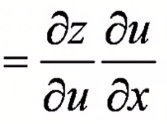 = ∂z/∂u ∂u/∂x